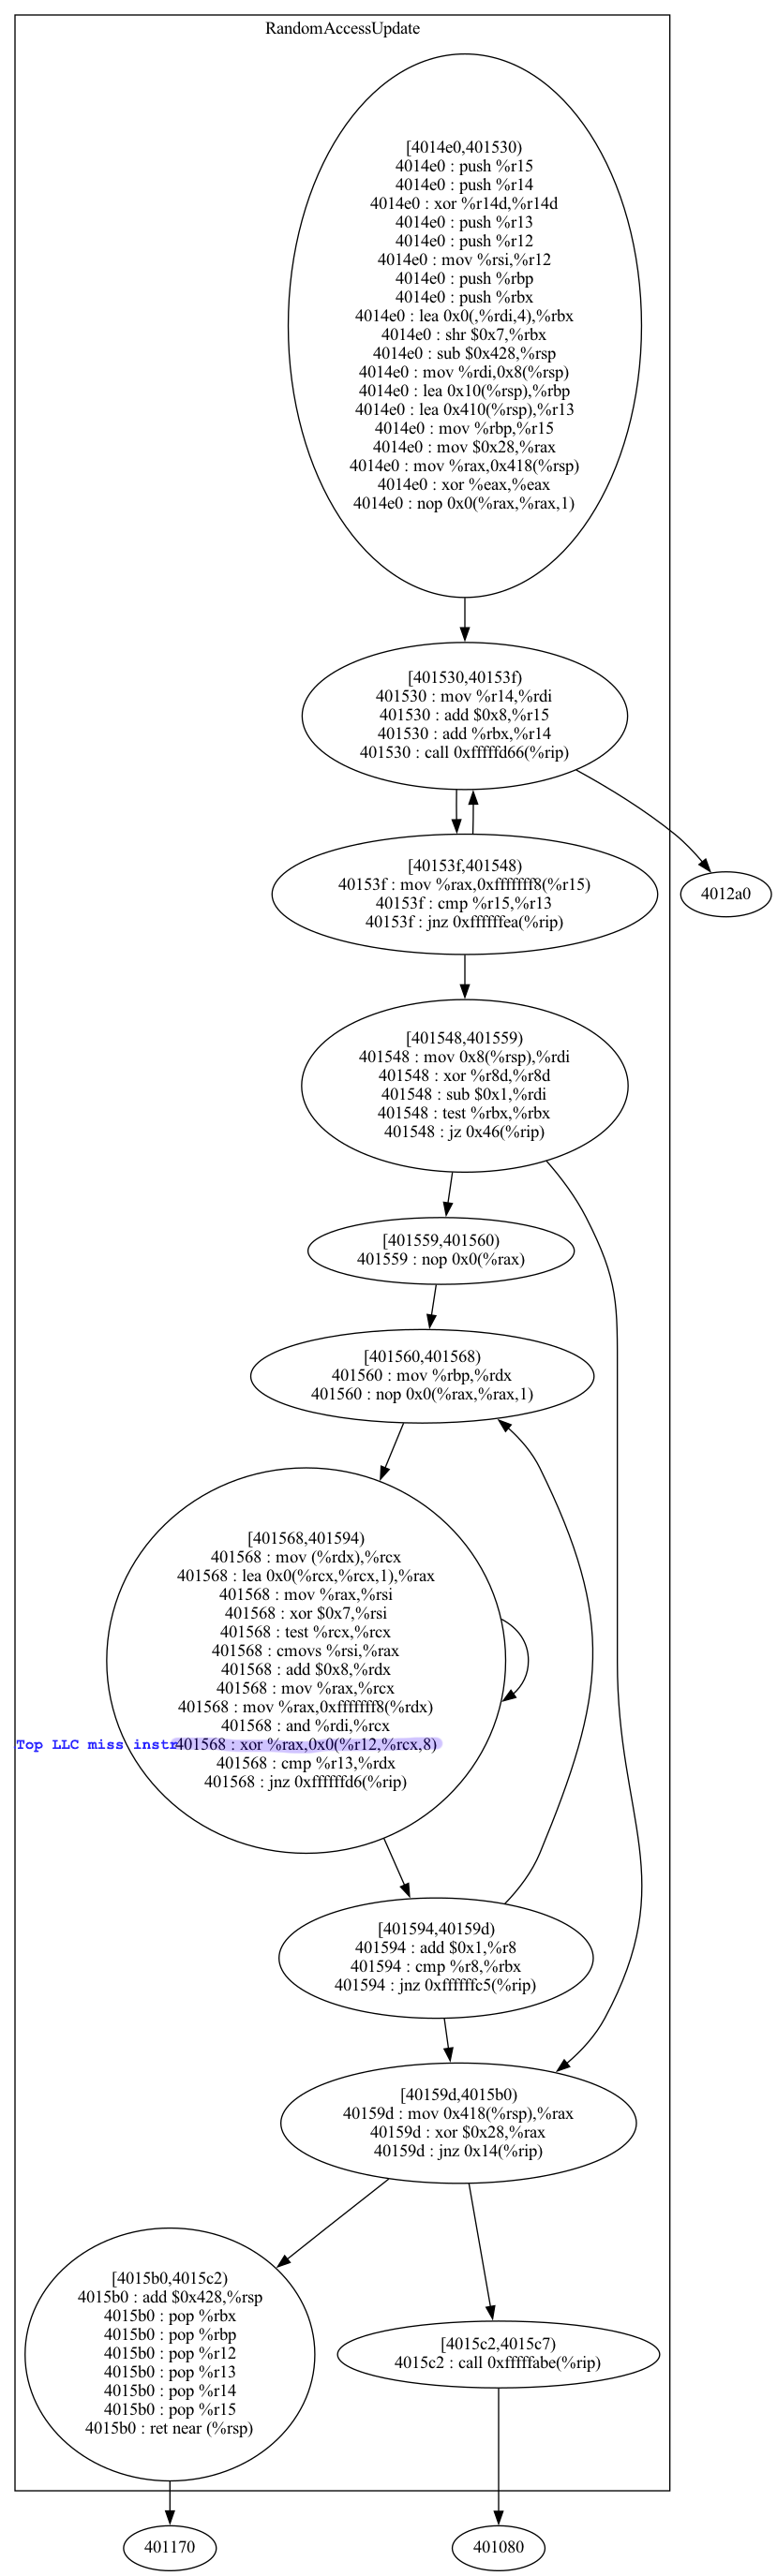 RandomAccessUpdate
[4014e0,401530)
4014e0 : push %r15
4014e0 : push %r14
4014e0 : xor %r14d,%r14d
4014e0 : push %r13
4014e0 : push %r12
4014e0 : mov %rsi,%r12
4014e0 : push %rbp
4014e0 : push %rbx
4014e0 : lea 0x0(,%rdi,4),%rbx
4014e0 : shr $0x7,%rbx
4014e0 : sub $0x428,%rsp
4014e0 : mov %rdi,0x8(%rsp)
4014e0 : lea 0x10(%rsp),%rbp
4014e0 : lea 0x410(%rsp),%r13
4014e0 : mov %rbp,%r15
4014e0 : mov $0x28,%rax
4014e0 : mov %rax,0x418(%rsp)
4014e0 : xor %eax,%eax
4014e0 : nop 0x0(%rax,%rax,1)
[401530,40153f)
401530 : mov %r14,%rdi
401530 : add $0x8,%r15
401530 : add %rbx,%r14
401530 : call 0xfffffd66(%rip)
[40153f,401548)
40153f : mov %rax,0xfffffff8(%r15)
40153f : cmp %r15,%r13
40153f : jnz 0xffffffea(%rip)
4012a0
[401548,401559)
401548 : mov 0x8(%rsp),%rdi
401548 : xor %r8d,%r8d
401548 : sub $0x1,%rdi
401548 : test %rbx,%rbx
401548 : jz 0x46(%rip)
[401559,401560)
401559 : nop 0x0(%rax)
[401560,401568)
401560 : mov %rbp,%rdx
401560 : nop 0x0(%rax,%rax,1)
[401568,401594)
401568 : mov (%rdx),%rcx
401568 : lea 0x0(%rcx,%rcx,1),%rax
401568 : mov %rax,%rsi
401568 : xor $0x7,%rsi
401568 : test %rcx,%rcx
401568 : cmovs %rsi,%rax
401568 : add $0x8,%rdx
401568 : mov %rax,%rcx
401568 : mov %rax,0xfffffff8(%rdx)
401568 : and %rdi,%rcx
Top LLC miss instr 401568 : xor %rax,0x0(%r12,%rcx,8)
401568 : cmp %r13,%rdx
401568 : jnz 0xffffffd6(%rip)
[401594,40159d)
401594 : add $0x1,%r8
401594 : cmp %r8,%rbx
401594 : jnz 0xffffffc5(%rip)
[40159d,4015b0)
40159d : mov 0x418(%rsp),%rax
40159d : xor $0x28,%rax
40159d : jnz 0x14(%rip)
[4015b0,4015c2)
4015b0 : add $0x428,%rsp
4015b0 : pop %rbx
4015b0 : pop %rbp
4015b0 : pop %r12
4015b0 : pop %r13
4015b0 : pop %r14
4015b0 : pop %r15
4015b0 : ret near (%rsp)
[4015c2,4015c7)
4015c2 : call 0xfffffabe(%rip)
401170
401080